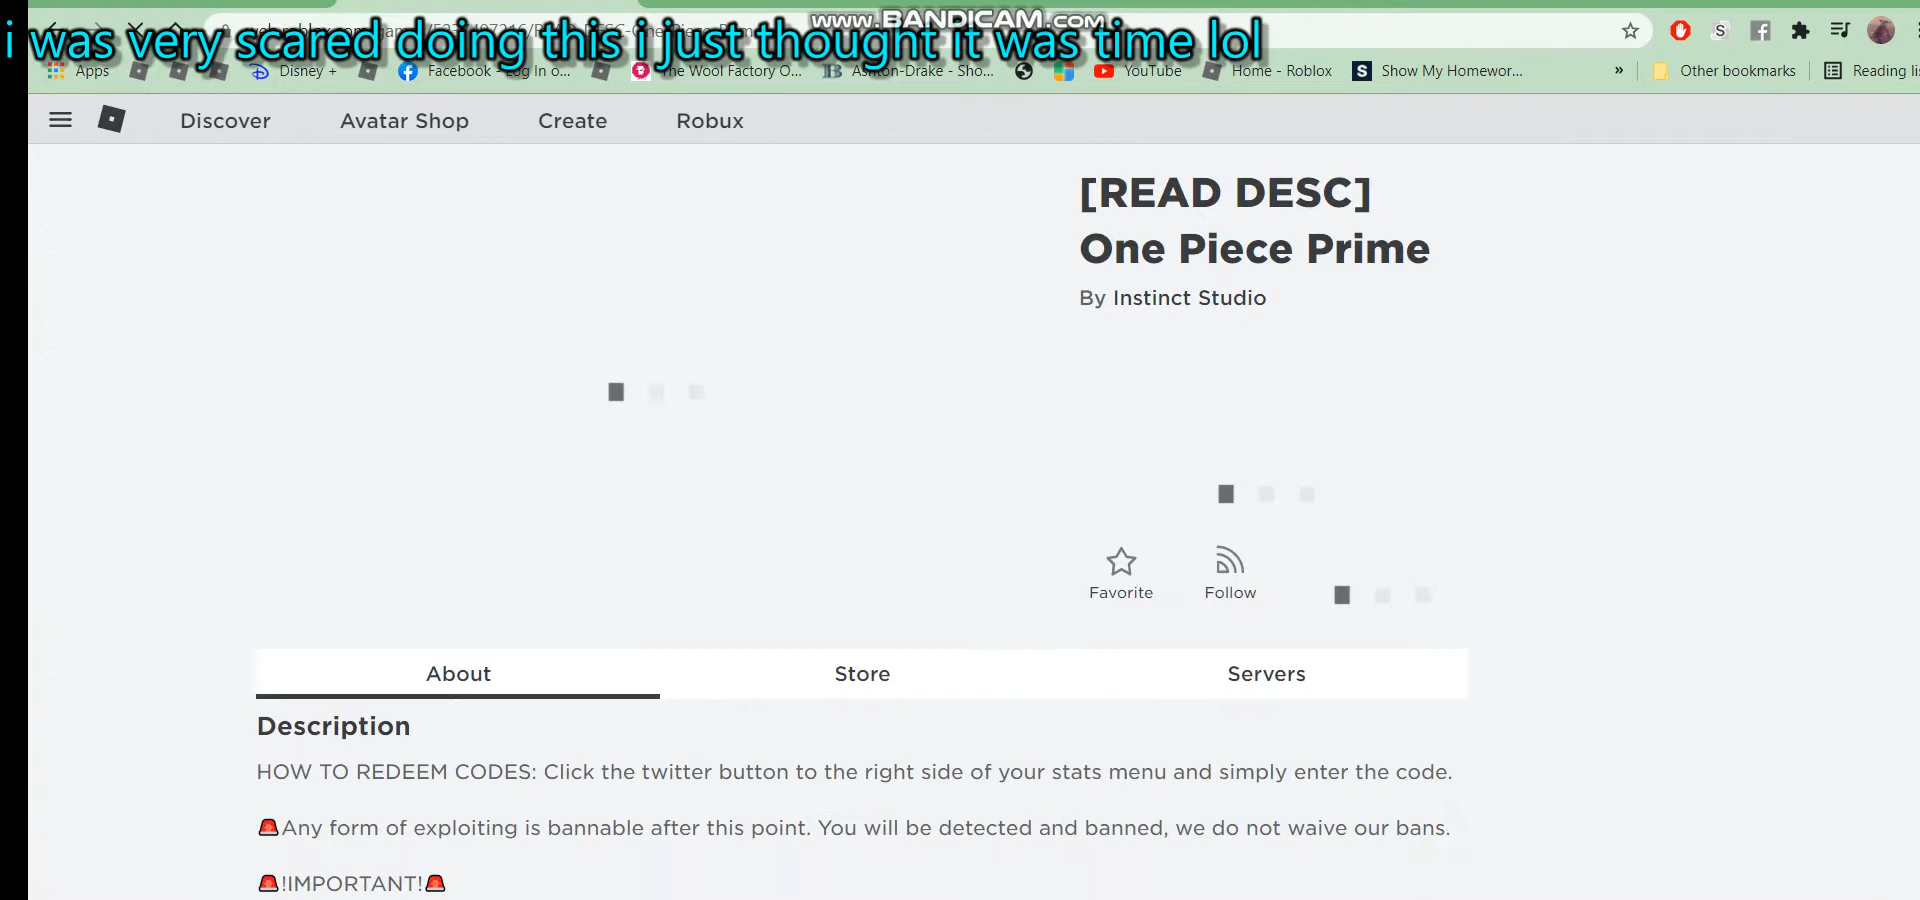 www.BANDICAM.com
i was very scared doing this i just thought it was time lol
Apps
Disney +
Facebook - Log In o...
The Wool Factory O...
Ashton-Drake - Sho...
YouTube
Home - Roblox
Show My Homewor...
»
Other bookmarks
Reading lis
Discover
Avatar Shop
Create
Robux
[READ DESC]
One Piece Prime
By Instinct Studio
Favorite
Follow
About
Store
Servers
Description
HOW TO REDEEM CODES: Click the twitter button to the right side of your stats menu and simply enter the code.
🚨Any form of exploiting is bannable after this point. You will be detected and banned, we do not waive our bans.
🚨!IMPORTANT!🚨